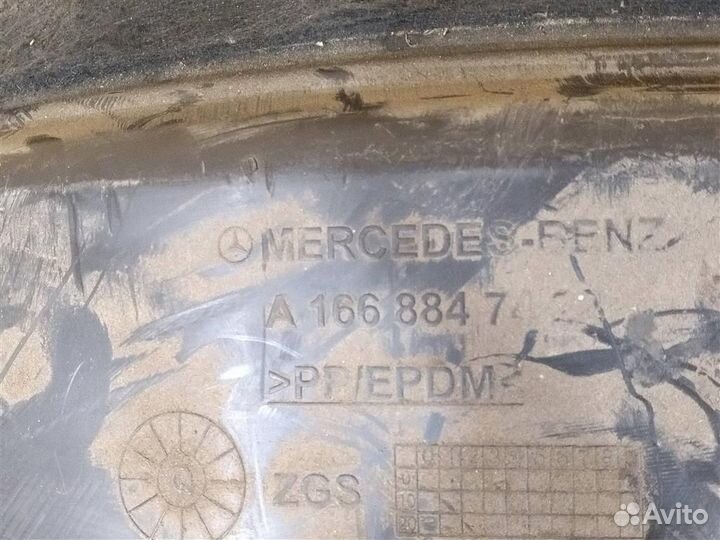 MERCEDES-BENZ
A 166 884 74
>PP/EPDM<
ZGS
Avito